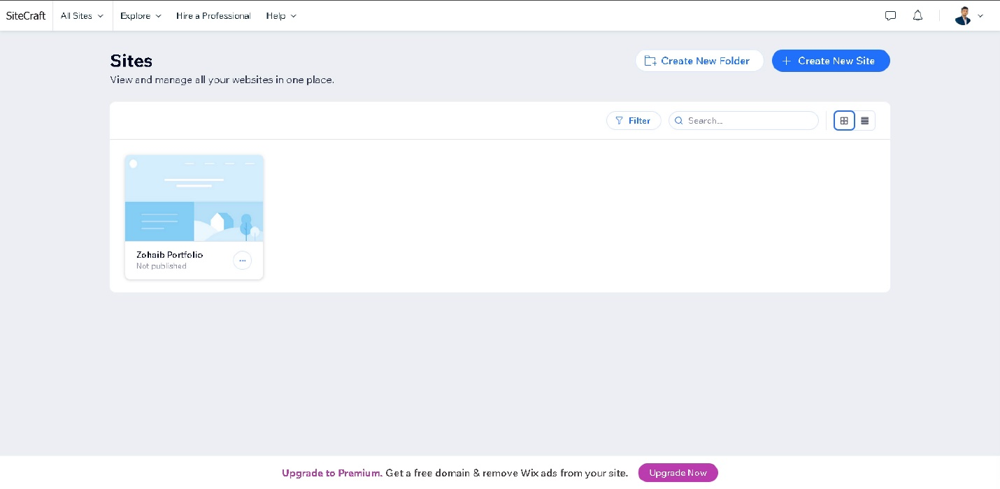 SiteCraft
All Sites
Explore
Hire a Professional
Help
Sites
View and manage all your websites in one place.
Create New Folder
Create New Site
Filter
Search...
Zohaib Portfolio
Not published
Upgrade to Premium. Get a free domain & remove Wix ads from your site.
Upgrade Now